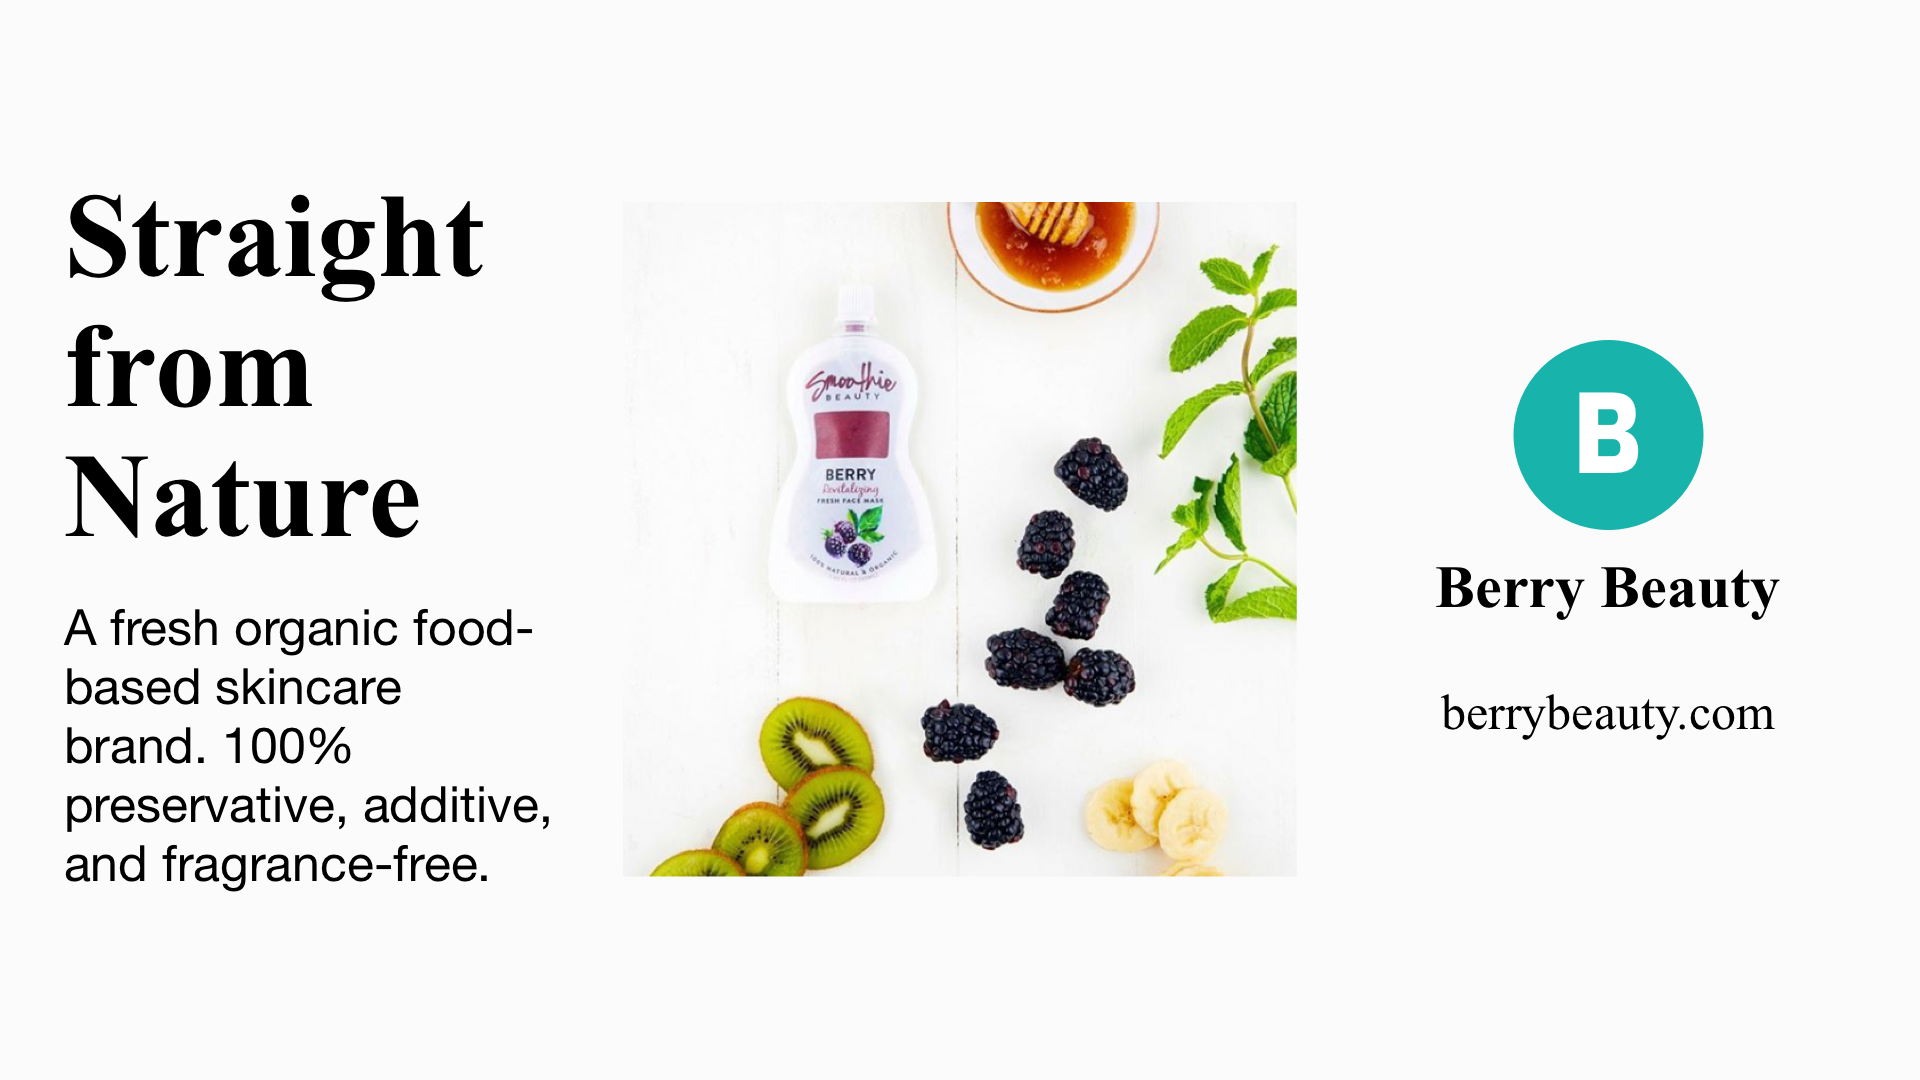 Straight
from
Nature
A fresh organic food-
based skincare
brand. 100%
preservative, additive,
and fragrance-free.
Smoothie
BEAUTY
BERRY
Revitalizing
FRESH FACE MASK
100% NATURAL & ORGANIC
B
Berry Beauty
berrybeauty.com